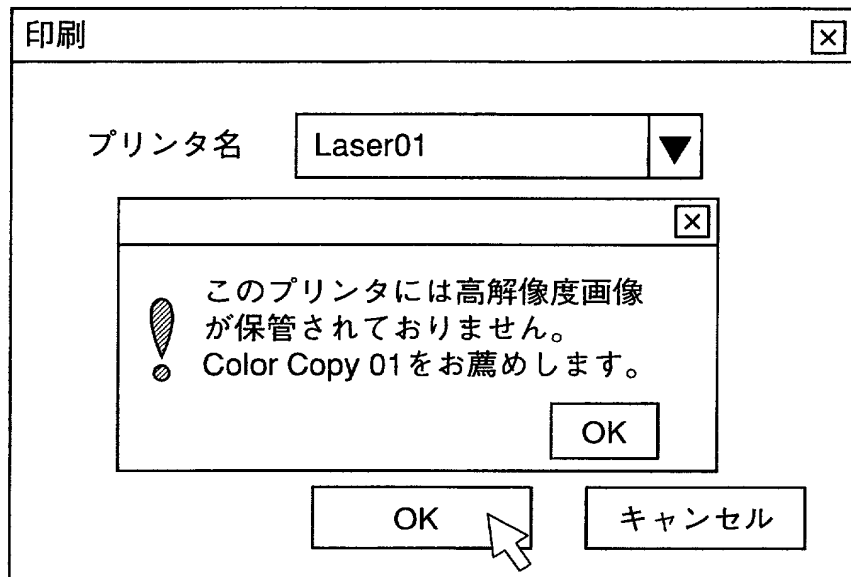 印刷
プリンタ名 Laser01
このプリンタには高解像度画像
が保管されておりません。
Color Copy 01をお薦めします。
OK
OK キャンセル